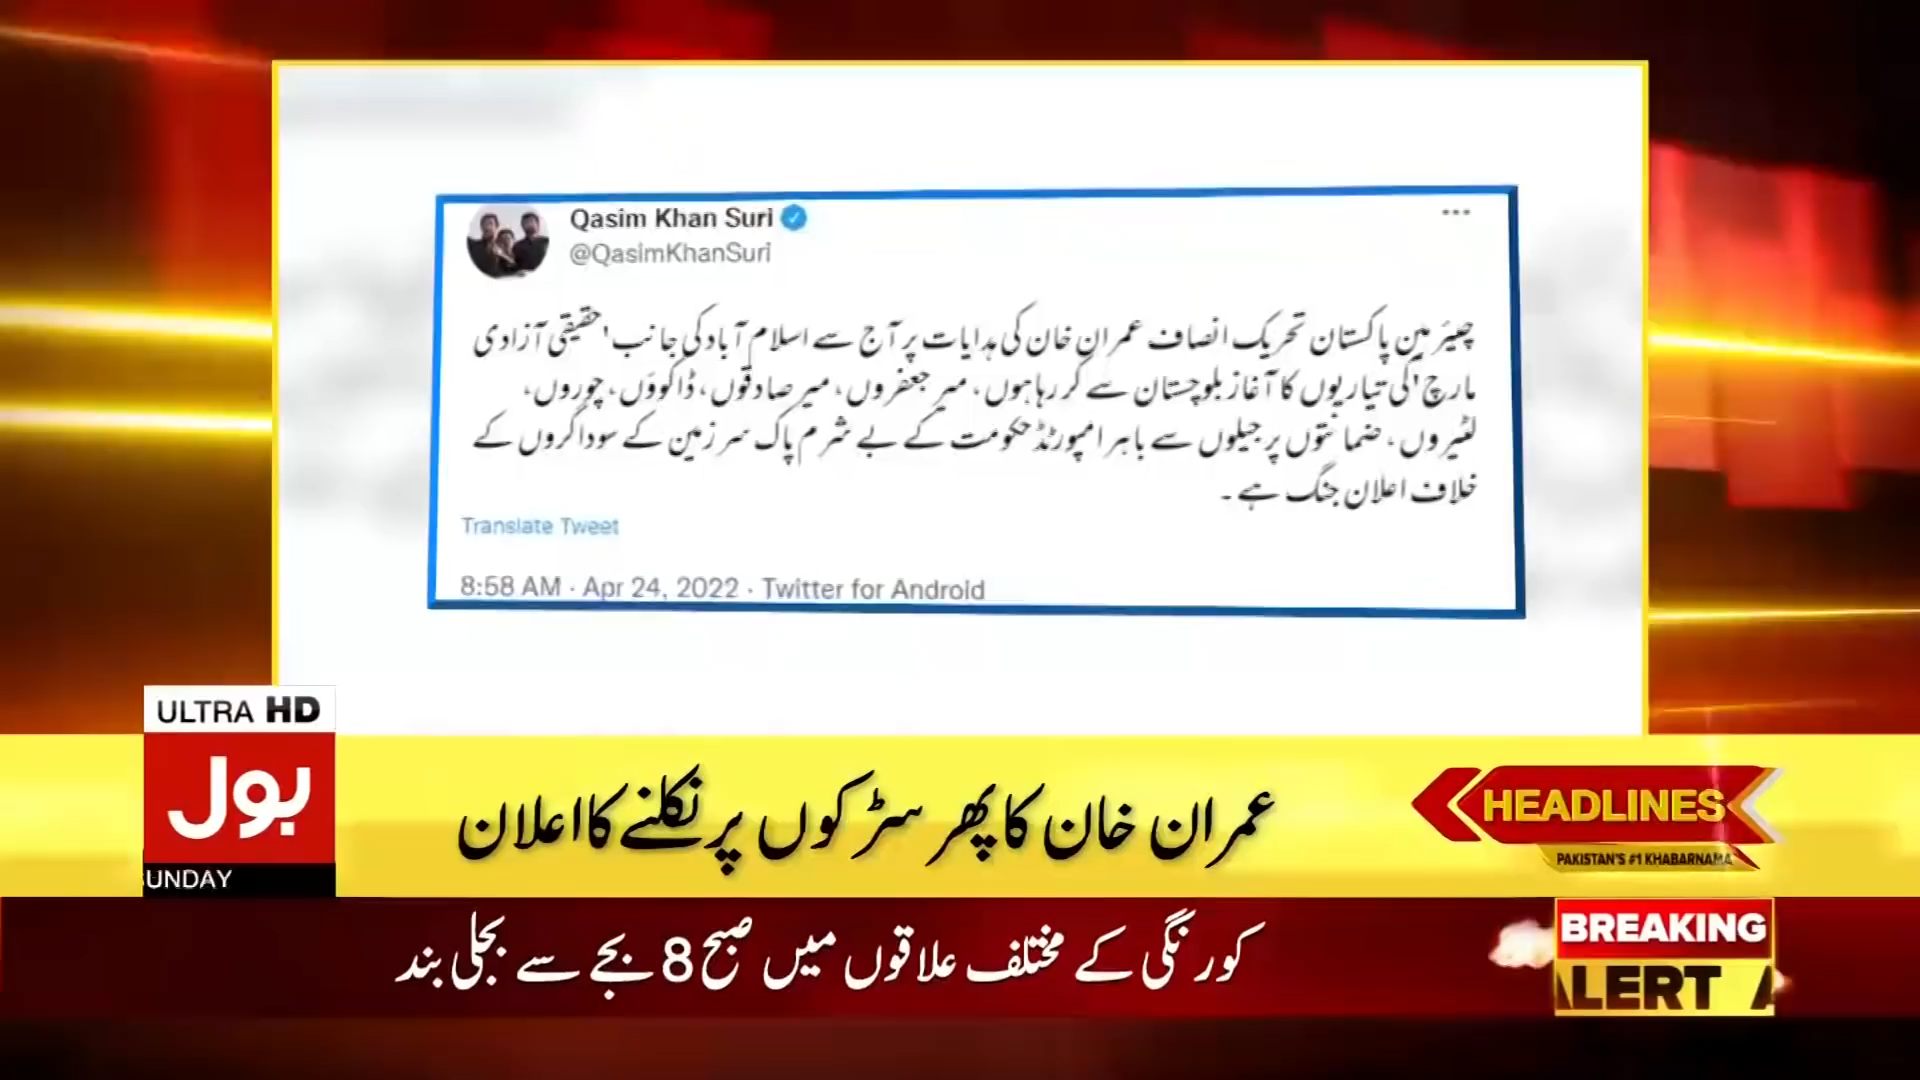 Qasim Khan Suri
@QasimKhanSuri
چیئرمین پاکستان تحریک انصاف عمران خان کی ہدایات پر آج سے اسلام آباد کی جانب 'حقیقی آزادی
مارچ' کی تیاریوں کا آغاز بلوچستان سے کر رہا ہوں، میر جعفروں، میر صادقوں، ڈاکوؤں، چوروں،
لٹیروں، ضمانتوں پر جیلوں سے باہر امپورٹڈ حکومت کے بے شرم پاک سرزمین کے سوداگروں کے
خلاف اعلان جنگ ہے۔
Translate Tweet
8:58 AM · Apr 24, 2022 · Twitter for Android
ULTRA HD
بول
UNDAY
عمران خان کا پھر سڑکوں پر نکلنے کا اعلان
HEADLINES
PAKISTAN'S #1 KHABARNAMA
کورنگی کے مختلف علاقوں میں صبح 8 بجے سے بجلی بند
BREAKING
ALERT A